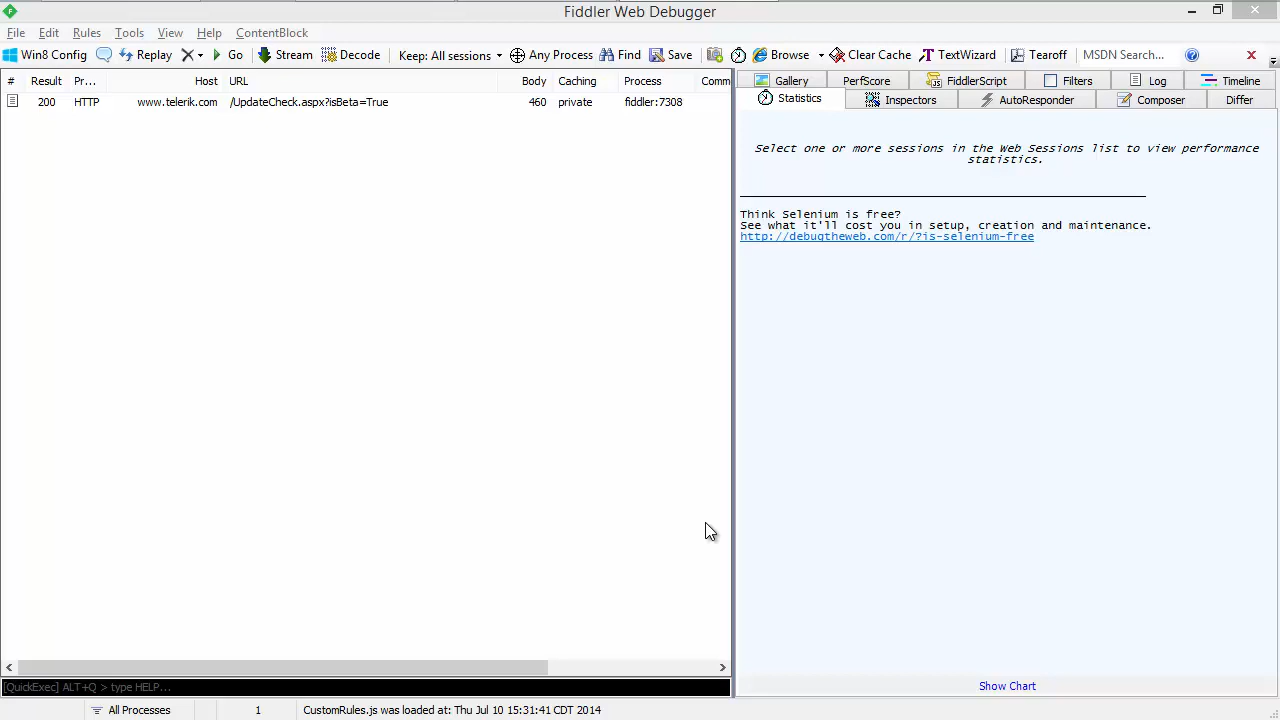 Fiddler Web Debugger
File Edit Rules Tools View Help ContentBlock
Win8 Config Replay Go Stream Decode Keep: All sessions Any Process Find Save Browse Clear Cache TextWizard Tearoff MSDN Search...
# Result Pr... Host URL Body Caching Process Comm
200 HTTP www.telerik.com /UpdateCheck.aspx?isBeta=True 460 private fiddler:7308
Gallery PerfScore FiddlerScript Filters Log Timeline
Statistics Inspectors AutoResponder Composer Differ
Select one or more sessions in the Web Sessions list to view performance
statistics.
Think Selenium is free?
See what it'll cost you in setup, creation and maintenance.
http://debugtheweb.com/r/?is-selenium-free
Show Chart
[QuickExec] ALT+Q > type HELP...
All Processes 1 CustomRules.js was loaded at: Thu Jul 10 15:31:41 CDT 2014